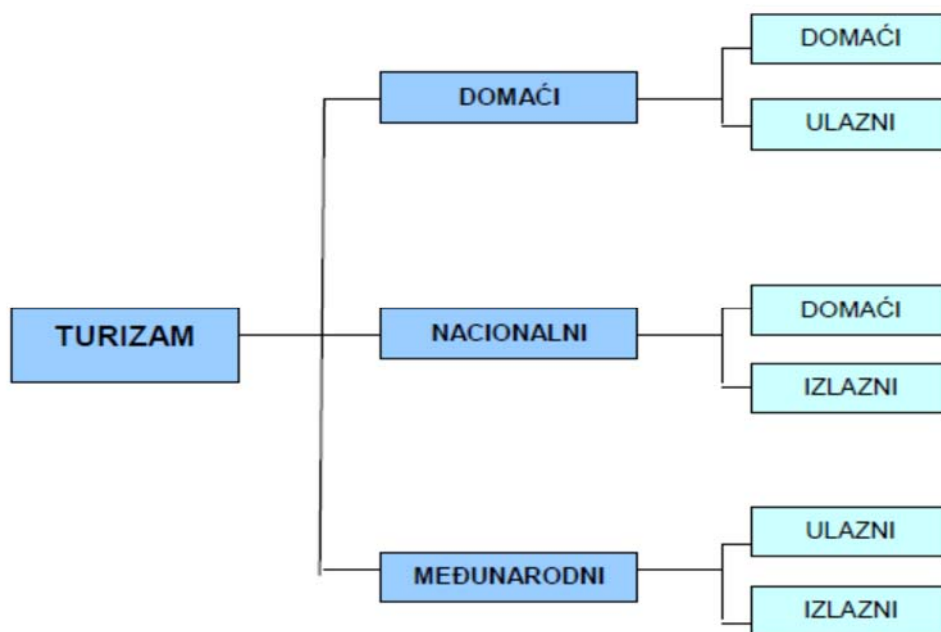 TURIZAM
DOMAĆI
DOMAĆI
ULAZNI
NACIONALNI
DOMAĆI
IZLAZNI
MEĐUNARODNI
ULAZNI
IZLAZNI